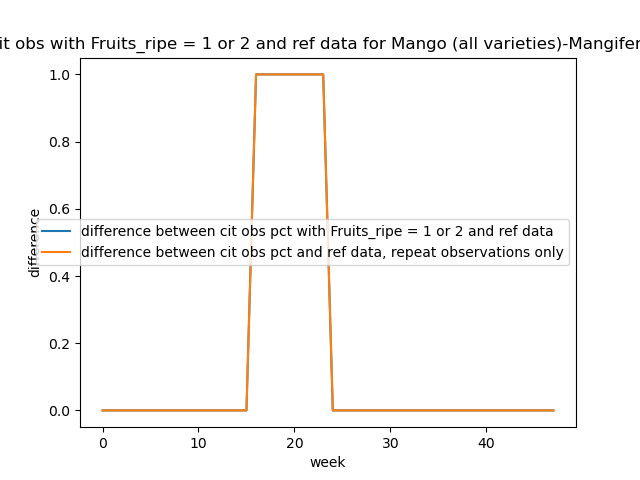 it obs with Fruits_ripe = 1 or 2 and ref data for Mango (all varieties)-Mangifer
1.0
0.8
0.6
0.4
0.2
0.0
difference
difference between cit obs pct with Fruits_ripe = 1 or 2 and ref data
difference between cit obs pct and ref data, repeat observations only
0 10 20 30 40
week